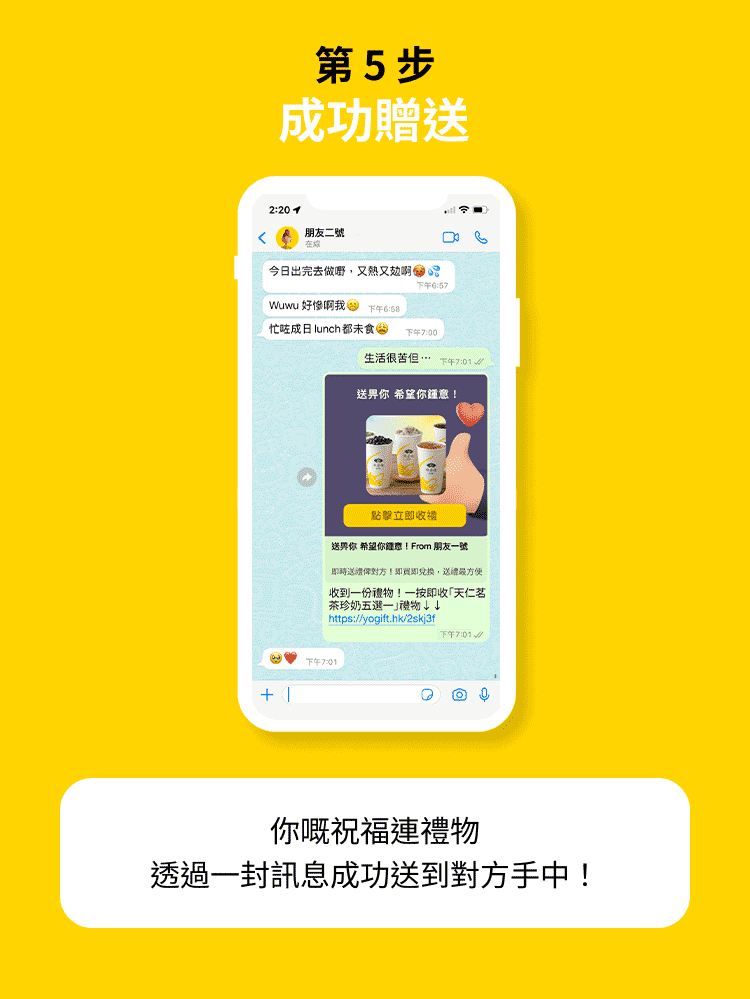 第 5 步
成功贈送
2:20
朋友二號
在線
今日出完去做嘢，又熱又攰啊🥵💦
下午6:57
Wuwu 好慘啊我😢
下午6:58
忙咗成日 lunch 都未食😩
下午7:00
生活很苦但⋯
下午7:01
送畀你 希望你鍾意！
點擊立即收禮
送畀你 希望你鍾意！From 朋友一號
即時送禮俾對方！即買即兌換，送禮最方便
收到一份禮物！一按即收「天仁茗
茶珍奶五選一」禮物↓↓
https://yogift.hk/2skj3f
下午7:01
🥺❤️
下午7:01
你嘅祝福連禮物
透過一封訊息成功送到對方手中！